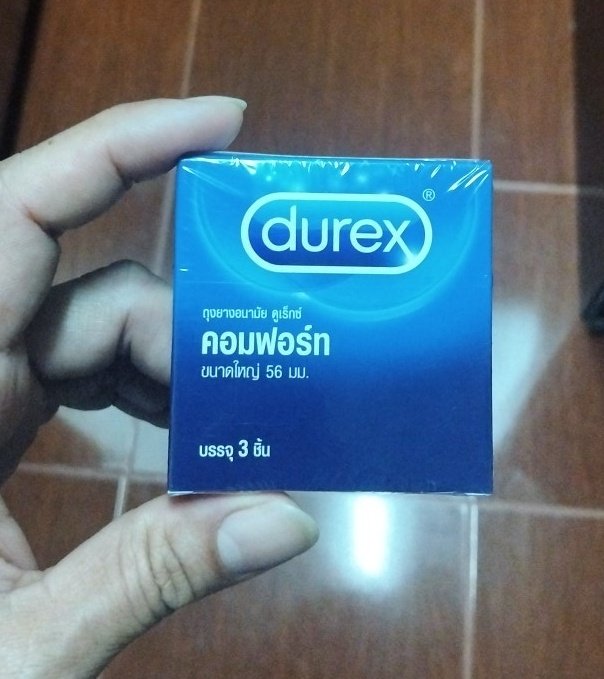 durex®
ถุงยางอนามัย ดูเร็กซ์
คอมฟอร์ท
ขนาดใหญ่ 56 มม.
บรรจุ 3 ชิ้น